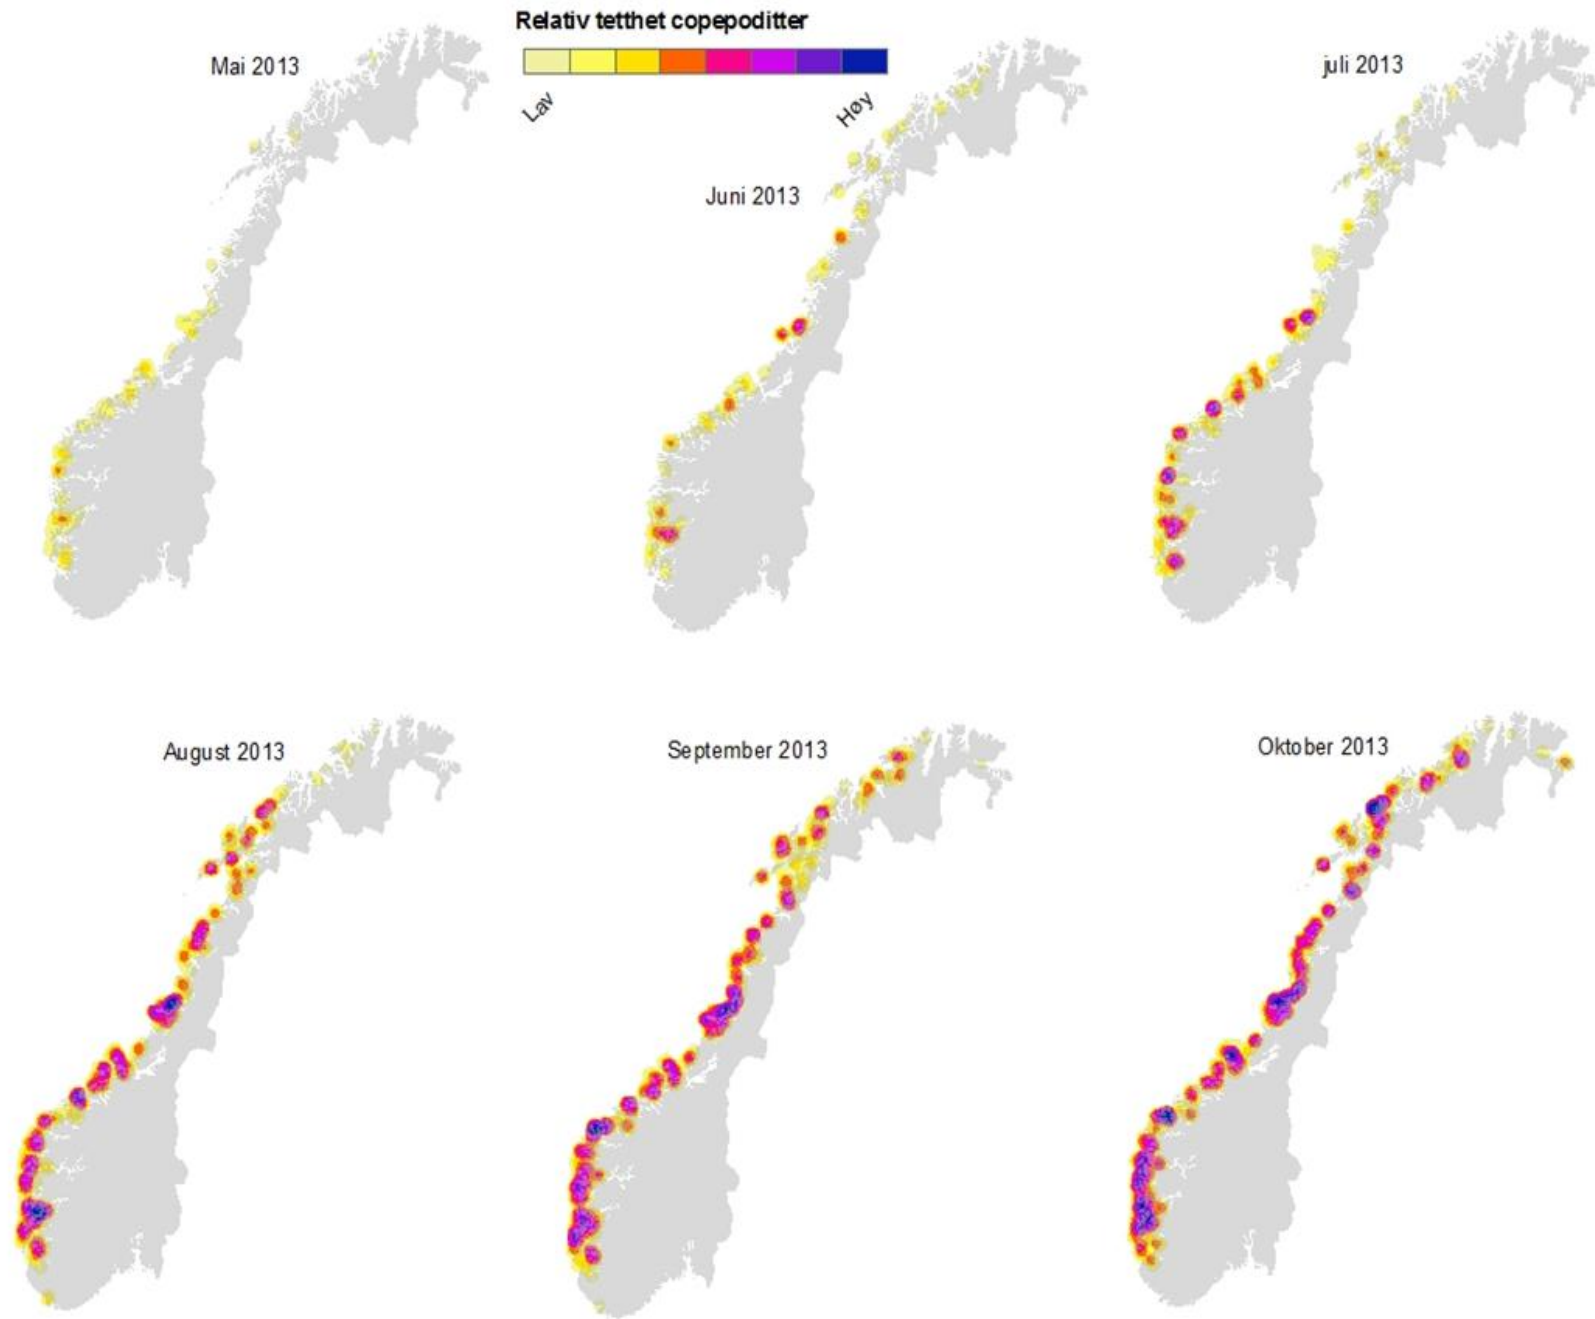 Relativ tetthet copepoditter
Lav
Høy
Mai 2013
Juni 2013
juli 2013
August 2013
September 2013
Oktober 2013